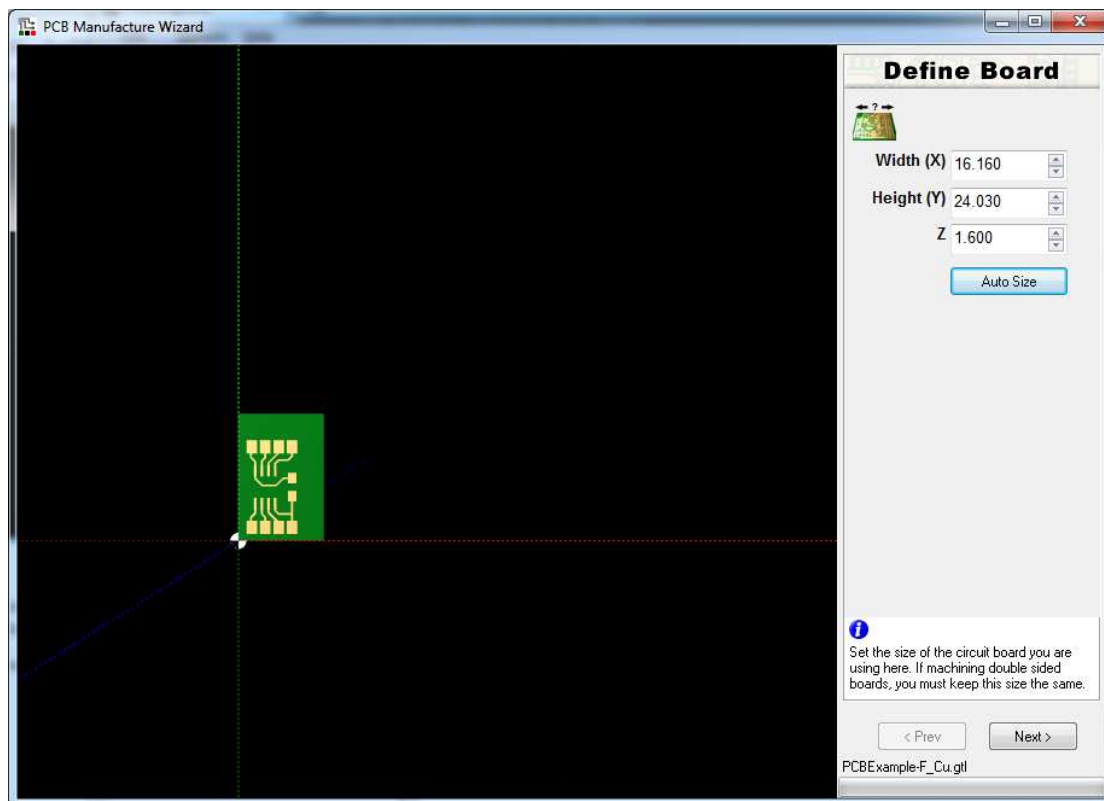 PCB Manufacture Wizard
Define Board
?
Width (X) 16.160
Height (Y) 24.030
Z 1.600
Auto Size
Set the size of the circuit board you are
using here. If machining double sided
boards, you must keep this size the same.
< Prev Next >
PCBExample-F_Cu.gtl